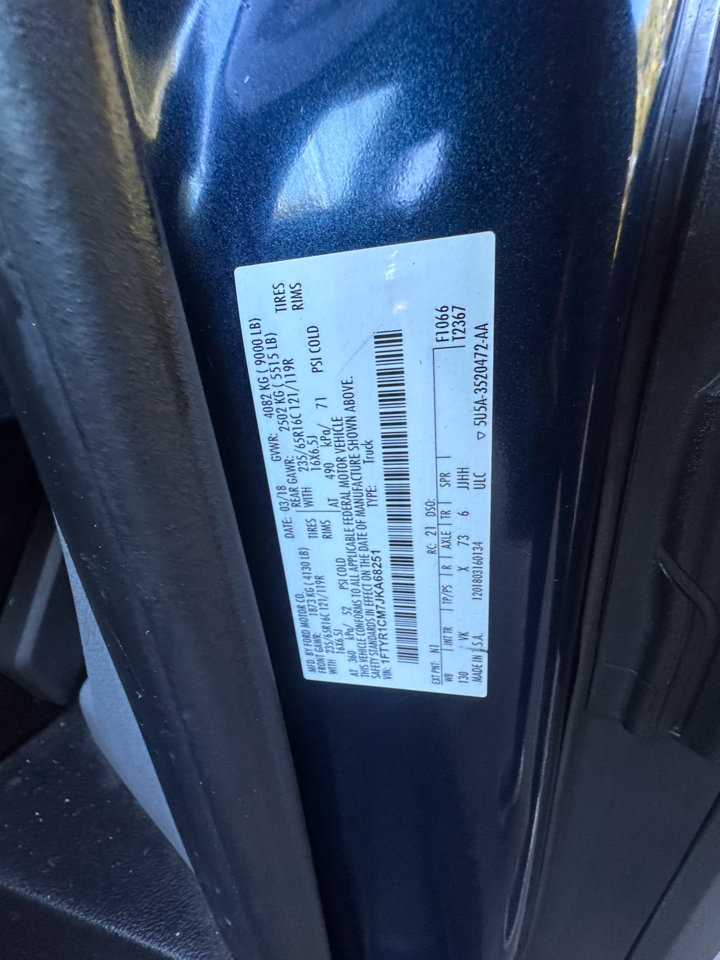 MFD. BY FORD MOTOR CO. DATE: 03/18 GVWR: 4082 KG ( 9000 LB)
FRONT GAWR: 1873 KG ( 4130 LB) REAR GAWR: 2502 KG ( 5515 LB)
WITH 235/65R16C 121/119R TIRES WITH 235/65R16C 121/119R TIRES
16X6.5J RIMS 16X6.5J RIMS
AT 360 kPa/ 52 PSI COLD AT 490 kPa/ 71 PSI COLD
THIS VEHICLE CONFORMS TO ALL APPLICABLE FEDERAL MOTOR VEHICLE
SAFETY STANDARDS IN EFFECT ON THE DATE OF MANUFACTURE SHOWN ABOVE.
VIN: 1FTYR1CM7JKA68251 TYPE: Truck
F1066
T2367
EXT PNT: N1 RC: 21 DSO:
WB INT TR TP/PS R AXLE TR SPR
130 VK X 73 6 JJHH
MADE IN U.S.A. 1201803160134 ULC ▽ 5U5A-3520472-AA